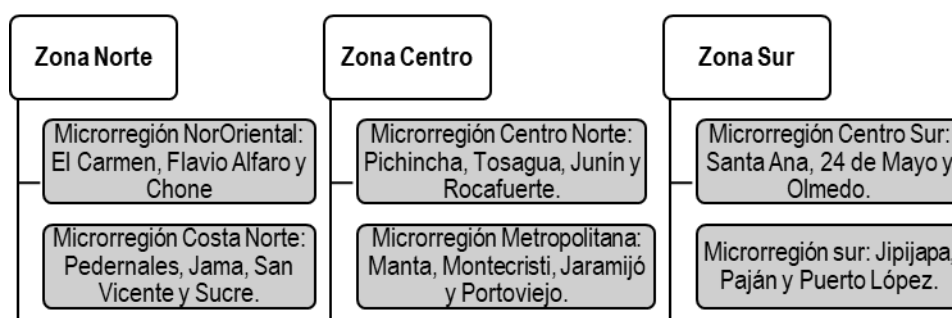 Zona Norte
Microrregión NorOriental:
El Carmen, Flavio Alfaro y
Chone
Microrregión Costa Norte:
Pedernales, Jama, San
Vicente y Sucre.
Zona Centro
Microrregión Centro Norte:
Pichincha, Tosagua, Junín y
Rocafuerte.
Microrregión Metropolitana:
Manta, Montecristi, Jaramijó
y Portoviejo.
Zona Sur
Microrregión Centro Sur:
Santa Ana, 24 de Mayo y
Olmedo.
Microrregión sur: Jipijapa,
Paján y Puerto López.